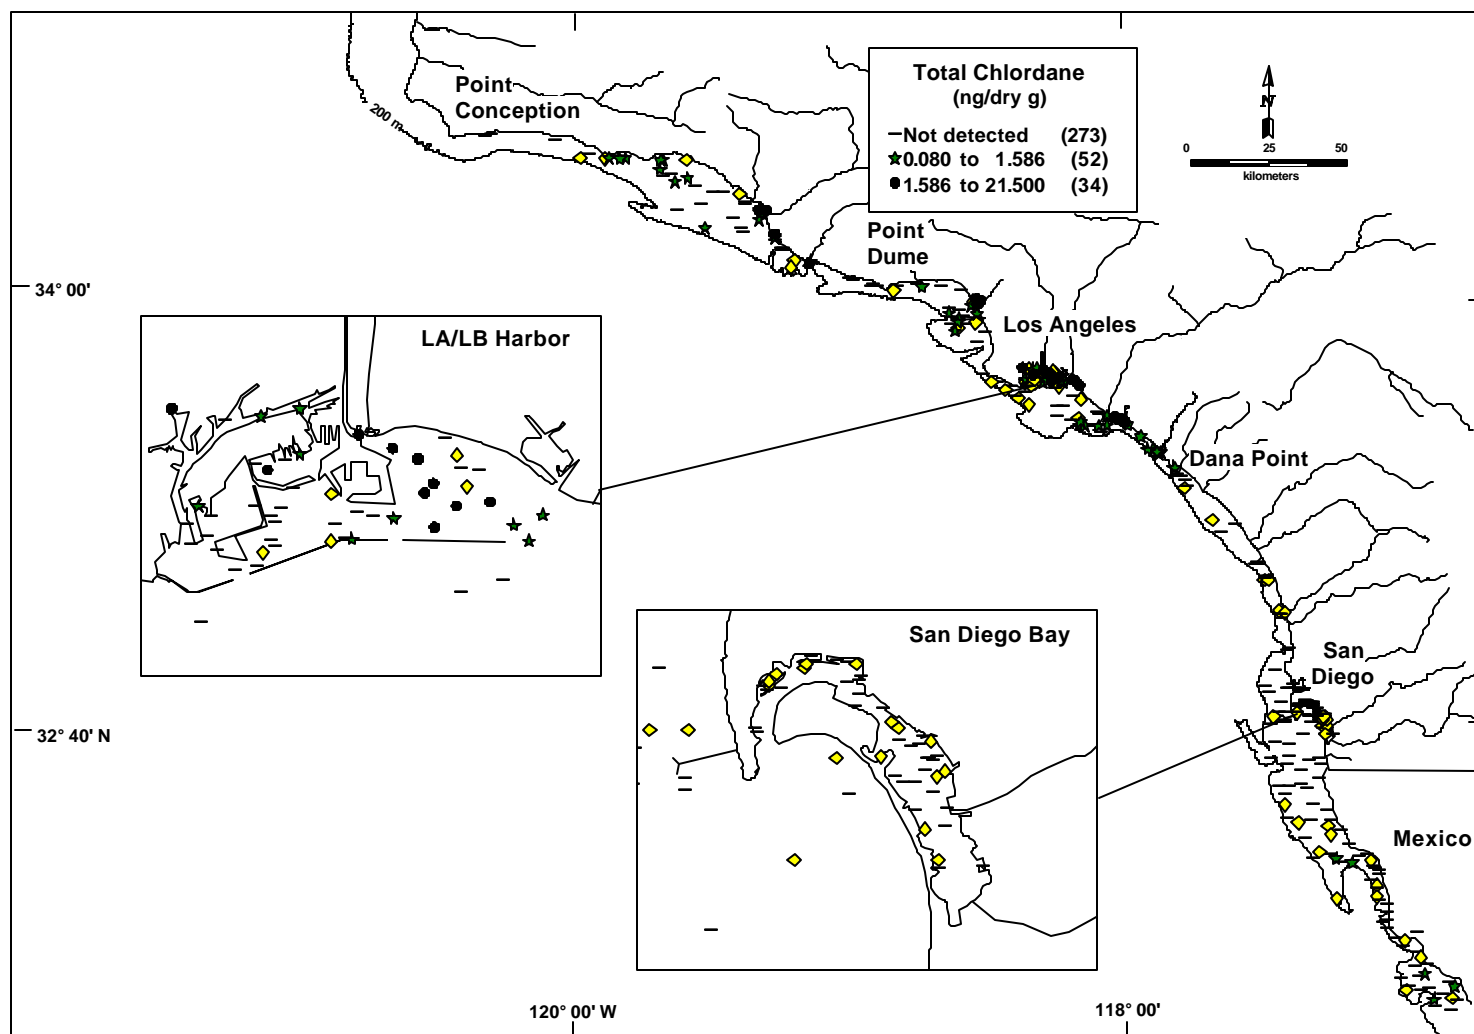 Point
Conception
200 m
Total Chlordane
(ng/dry g)
Not detected (273)
0.080 to 1.586 (52)
1.586 to 21.500 (34)
N
0 25 50
kilometers
Point
Dume
34° 00'
Los Angeles
LA/LB Harbor
Dana Point
San Diego Bay
San
Diego
32° 40' N
Mexico
120° 00' W
118° 00'